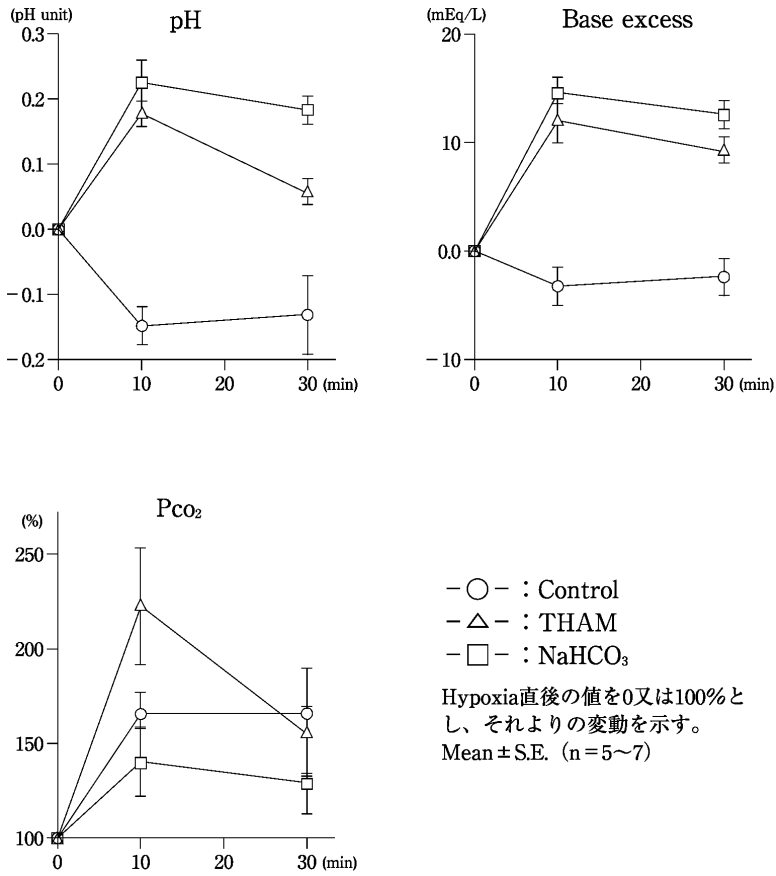 (pH unit)
pH
0.3
0.2
0.1
0.0
−0.1
−0.2
0 10 20 30 (min)
(mEq/L)
Base excess
20
10
0.0
−10
0 10 20 30 (min)
(%)
Pco₂
250
200
150
100
0 10 20 30 (min)
−○− : Control
−△− : THAM
−□− : NaHCO₃
Hypoxia直後の値を0又は100%と
し、それよりの変動を示す。
Mean±S.E.(n=5〜7)